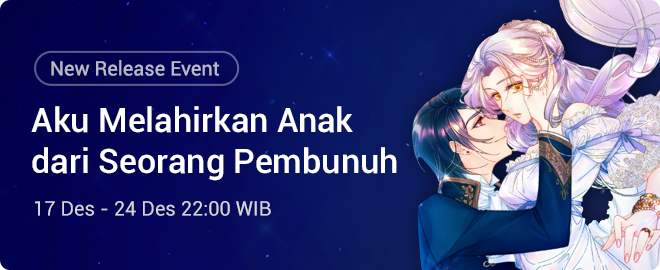 New Release Event
Aku Melahirkan Anak
dari Seorang Pembunuh
17 Des - 24 Des 22:00 WIB